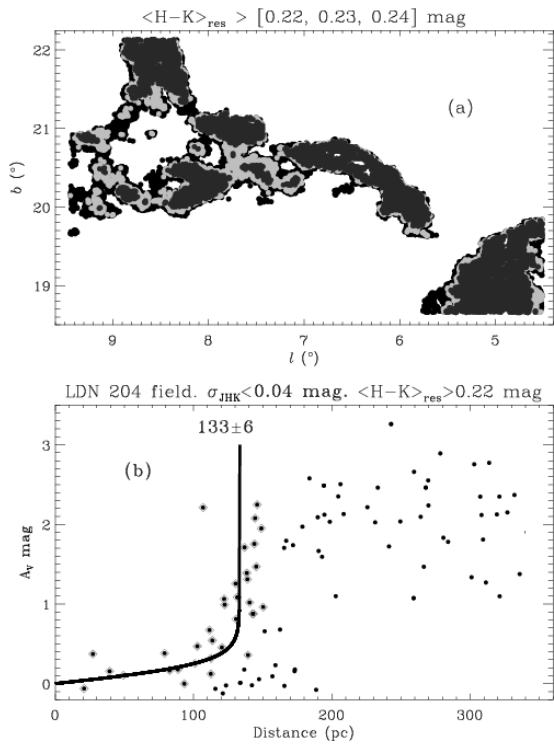 <H−K>res > [0.22, 0.23, 0.24] mag
22
21
20
19
b (°)
(a)
9 8 7 6 5
l (°)
LDN 204 field. σJHK<0.04 mag. <H−K>res>0.22 mag
133±6
(b)
3
2
1
0
AV mag
0 100 200 300
Distance (pc)